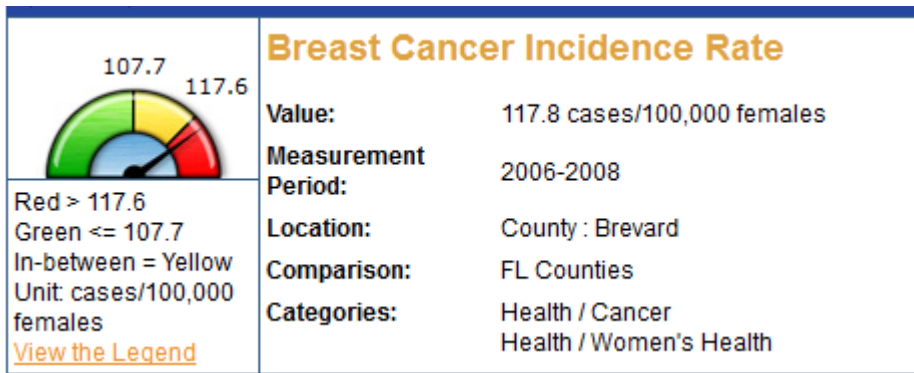 107.7
117.6
Red > 117.6
Green <= 107.7
In-between = Yellow
Unit: cases/100,000
females
View the Legend
Breast Cancer Incidence Rate
Value: 117.8 cases/100,000 females
Measurement
Period: 2006-2008
Location: County : Brevard
Comparison: FL Counties
Categories: Health / Cancer
Health / Women's Health